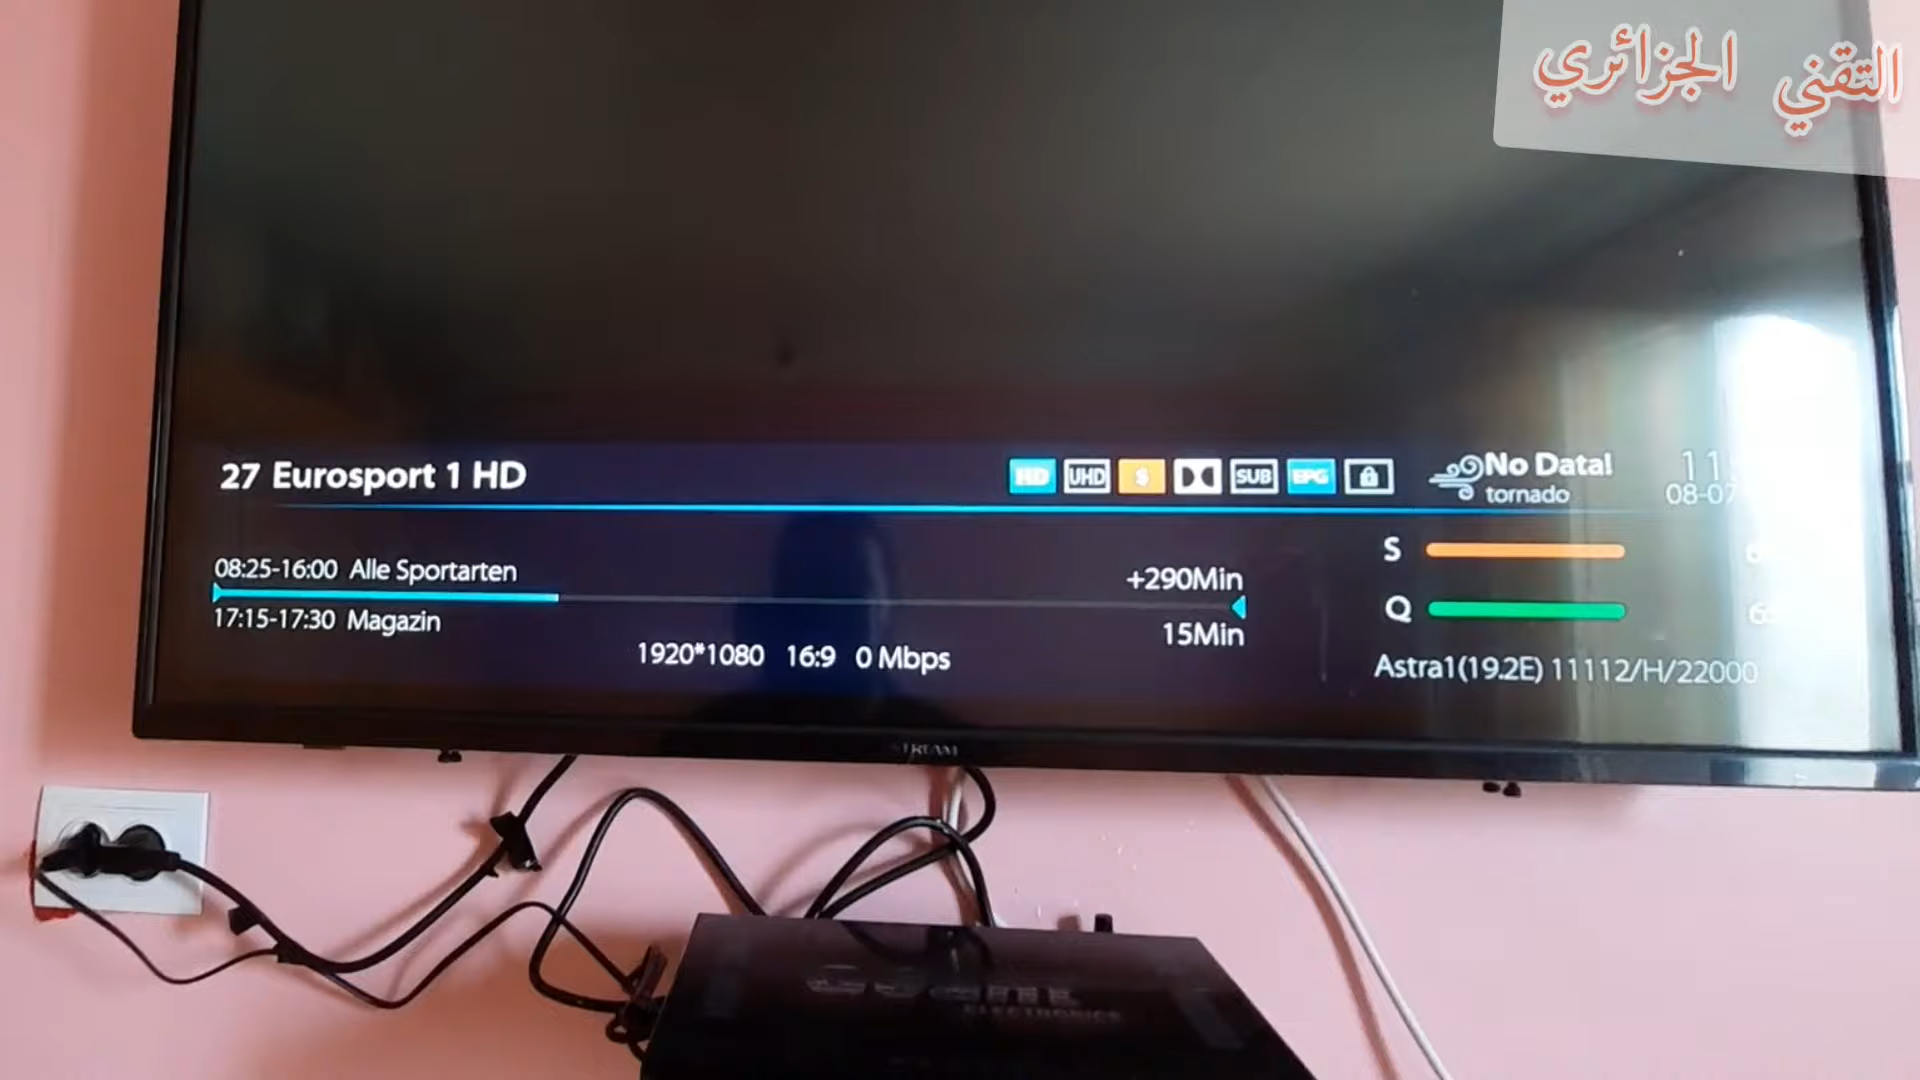 التقني الجزائري
27 Eurosport 1 HD
HD UHD $ SUB EPG
No Data!
tornado
08-07
08:25-16:00 Alle Sportarten
+290Min
17:15-17:30 Magazin
15Min
1920*1080 16:9 0 Mbps
S
Q
Astra1(19.2E) 11112/H/22000
STREAM
ELECTRONICS